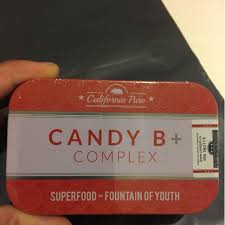 California Pure
CANDY B+
COMPLEX
SUPERFOOD – FOUNTAIN OF YOUTH